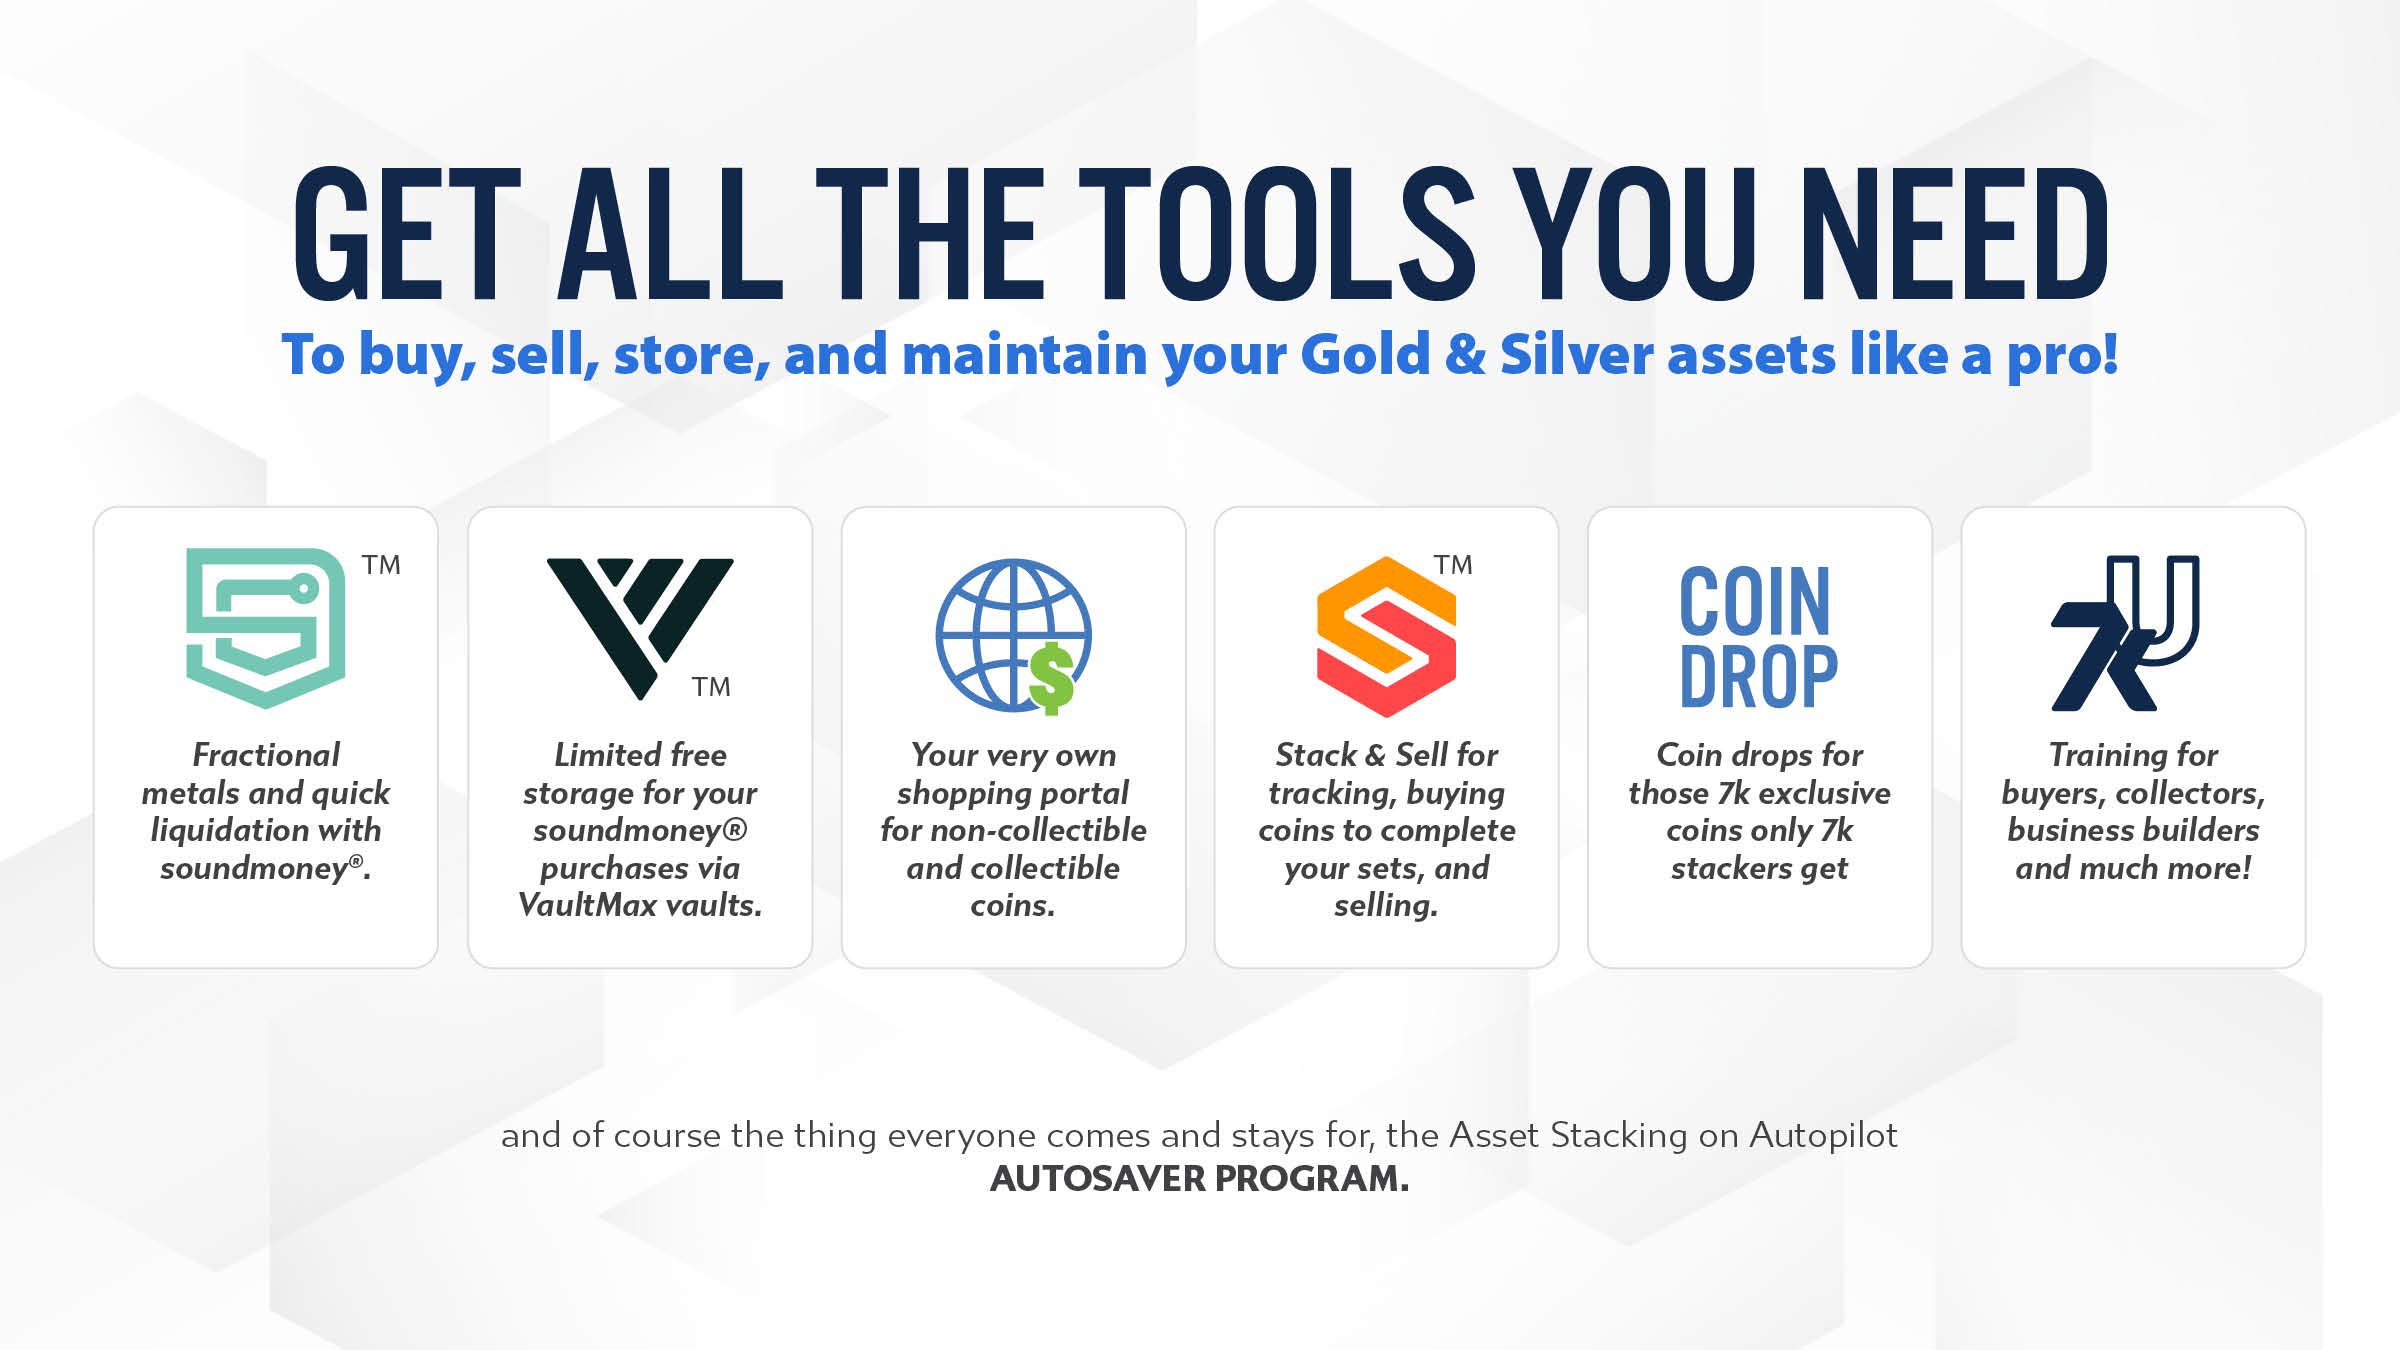 GET ALL THE TOOLS YOU NEED
To buy, sell, store, and maintain your Gold & Silver assets like a pro!
TM
Fractional
metals and quick
liquidation with
soundmoney®.
TM
Limited free
storage for your
soundmoney®
purchases via
VaultMax vaults.
$
Your very own
shopping portal
for non-collectible
and collectible
coins.
TM
Stack & Sell for
tracking, buying
coins to complete
your sets, and
selling.
COIN
DROP
Coin drops for
those 7k exclusive
coins only 7k
stackers get
7kU
Training for
buyers, collectors,
business builders
and much more!
and of course the thing everyone comes and stays for, the Asset Stacking on Autopilot
AUTOSAVER PROGRAM.